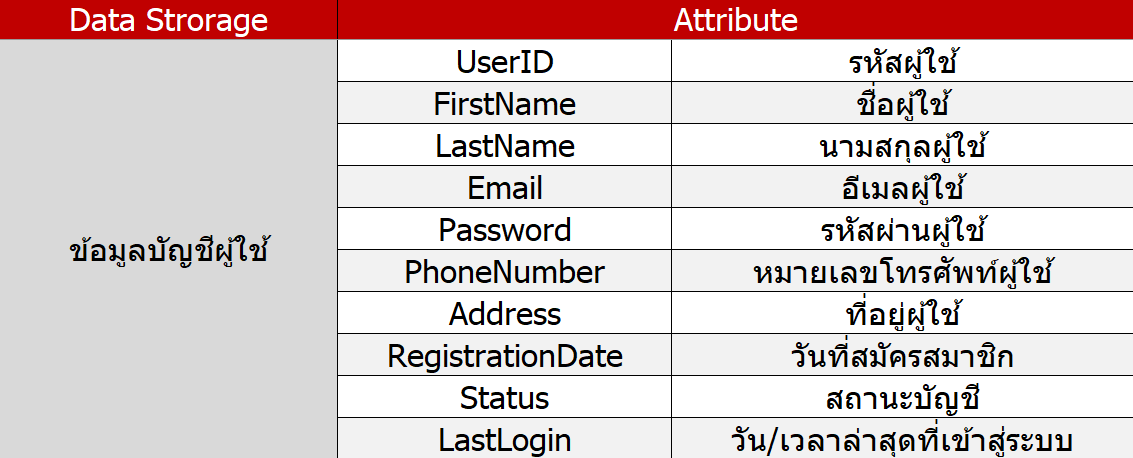 Data Strorage Attribute
UserID รหัสผู้ใช้
FirstName ชื่อผู้ใช้
LastName นามสกุลผู้ใช้
Email อีเมลผู้ใช้
ข้อมูลบัญชีผู้ใช้
Password รหัสผ่านผู้ใช้
PhoneNumber หมายเลขโทรศัพท์ผู้ใช้
Address ที่อยู่ผู้ใช้
RegistrationDate วันที่สมัครสมาชิก
Status สถานะบัญชี
LastLogin วัน/เวลาล่าสุดที่เข้าสู่ระบบ